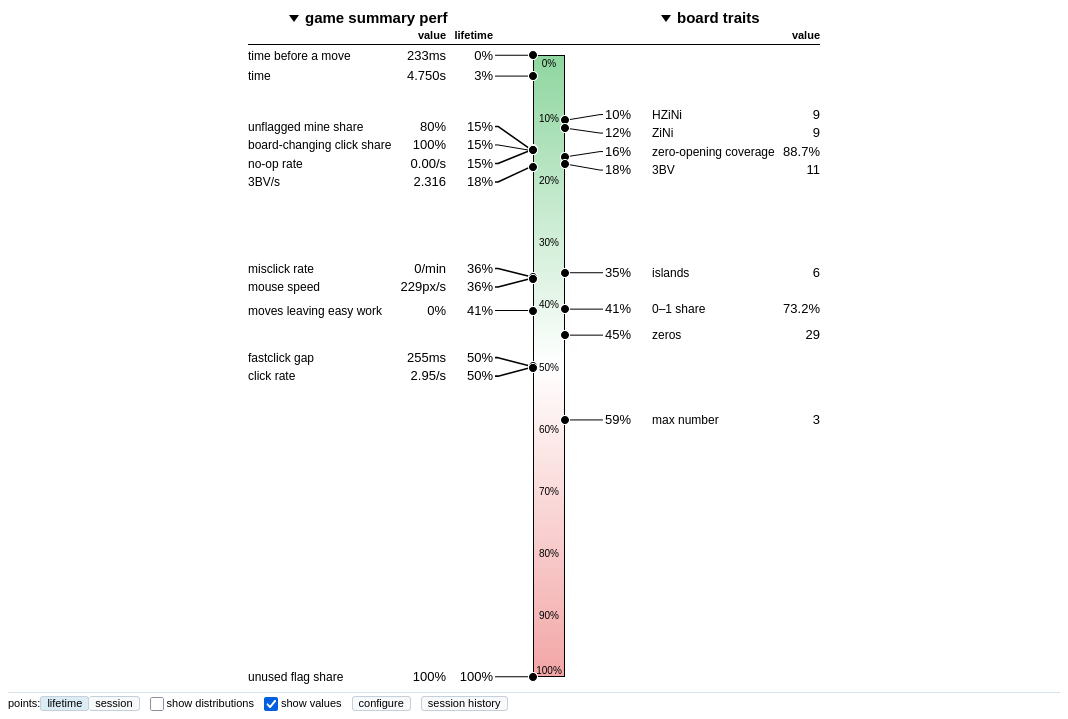 ▼ game summary perf
value lifetime
time before a move 233ms 0%
time 4.750s 3%
unflagged mine share 80% 15%
board-changing click share 100% 15%
no-op rate 0.00/s 15%
3BV/s 2.316 18%
misclick rate 0/min 36%
mouse speed 229px/s 36%
moves leaving easy work 0% 41%
fastclick gap 255ms 50%
click rate 2.95/s 50%
unused flag share 100% 100%
0%
10%
20%
30%
40%
50%
60%
70%
80%
90%
100%
▼ board traits
value
10% HZiNi 9
12% ZiNi 9
16% zero-opening coverage 88.7%
18% 3BV 11
35% islands 6
41% 0–1 share 73.2%
45% zeros 29
59% max number 3
points: lifetime session show distributions show values configure session history